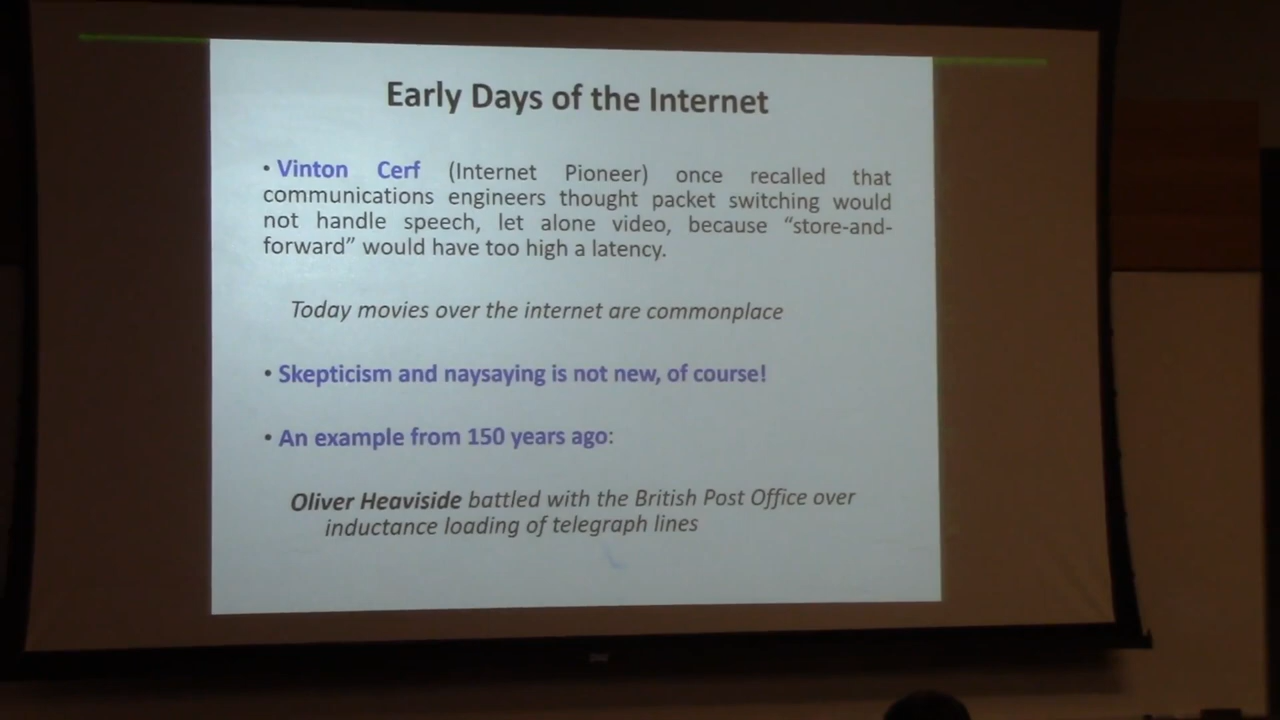 Early Days of the Internet
• Vinton Cerf (Internet Pioneer) once recalled that
communications engineers thought packet switching would
not handle speech, let alone video, because “store-and-
forward” would have too high a latency.
Today movies over the internet are commonplace
• Skepticism and naysaying is not new, of course!
• An example from 150 years ago:
Oliver Heaviside battled with the British Post Office over
inductance loading of telegraph lines